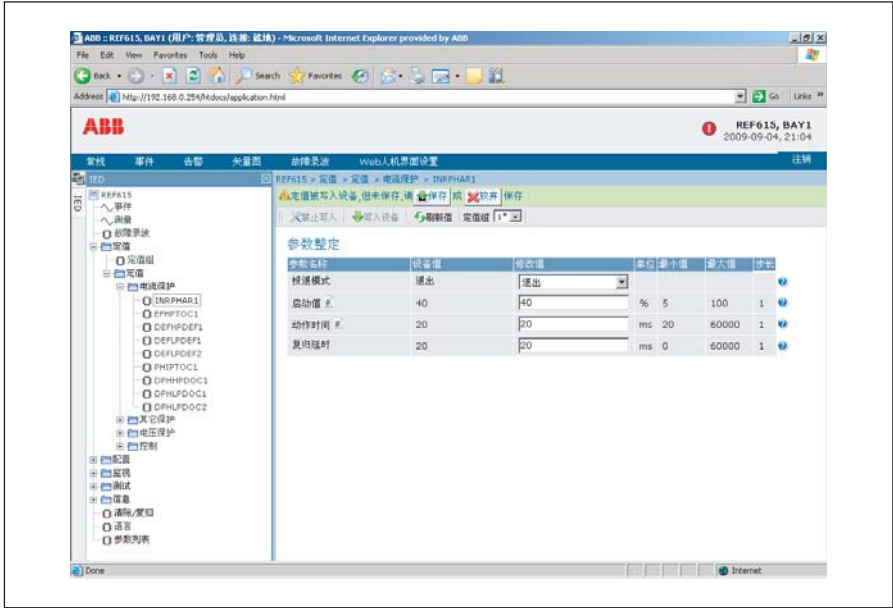 ABB :: REF615, BAY1 (用户: 管理员, 连接: 就地) - Microsoft Internet Explorer provided by ABB
File Edit View Favorites Tools Help
Back Search Favorites
Address http://192.168.0.254/htdocs/application.html Go Links »
ABB
REF615, BAY1
2009-09-04, 21:04
常规 事件 告警 矢量图 故障录波 Web人机界面设置 注销
IED
REF615 > 定值 > 定值 > 电流保护 > INRPHAR1
IED
REF615
事件
测量
故障录波
定值
定值组
定值
电流保护
INRPHAR1
EFHPTOC1
DEFHPDEF1
DEFLPDEF1
DEFLPDEF2
PHIPTOC1
DPHHPDOC1
DPHLPDOC1
DPHLPDOC2
其它保护
电压保护
控制
配置
监视
测试
信息
清除/复归
语言
参数列表
定值被写入设备,但未保存,请 保存 或 放弃 保存
禁止写入 写入设备 刷新值 定值组 1*
参数整定
参数名称 设备值 修改值 单位 最小值 最大值 步长
投退模式 退出 退出
启动值 # 40 40 % 5 100 1
动作时间 # 20 20 ms 20 60000 1
复归延时 20 20 ms 0 60000 1
Done Internet